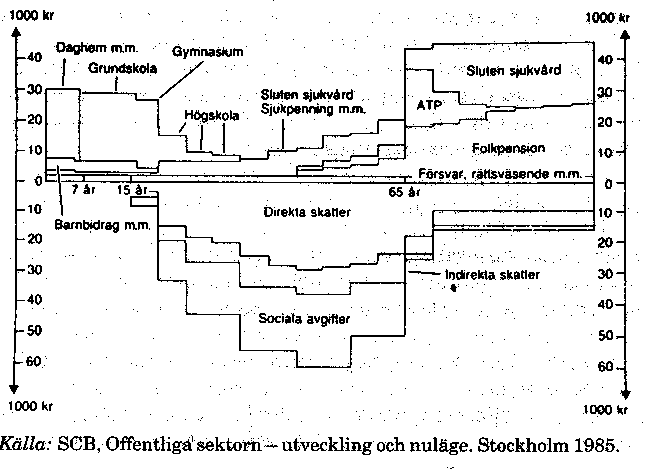 1000 kr
1000 kr
Daghem m.m.
Gymnasium
Grundskola
Högskola
Sluten sjukvård
Sjukpenning m.m.
Sluten sjukvård
ATP
Folkpension
Försvar, rättsväsende m.m.
40
30
20
10
0
10
20
30
40
50
60
40
30
20
10
0
10
20
30
40
50
60
7 år
15 år
65 år
Barnbidrag m.m.
Direkta skatter
Indirekta skatter
Sociala avgifter
1000 kr
1000 kr
Källa: SCB, Offentliga sektorn – utveckling och nuläge. Stockholm 1985.